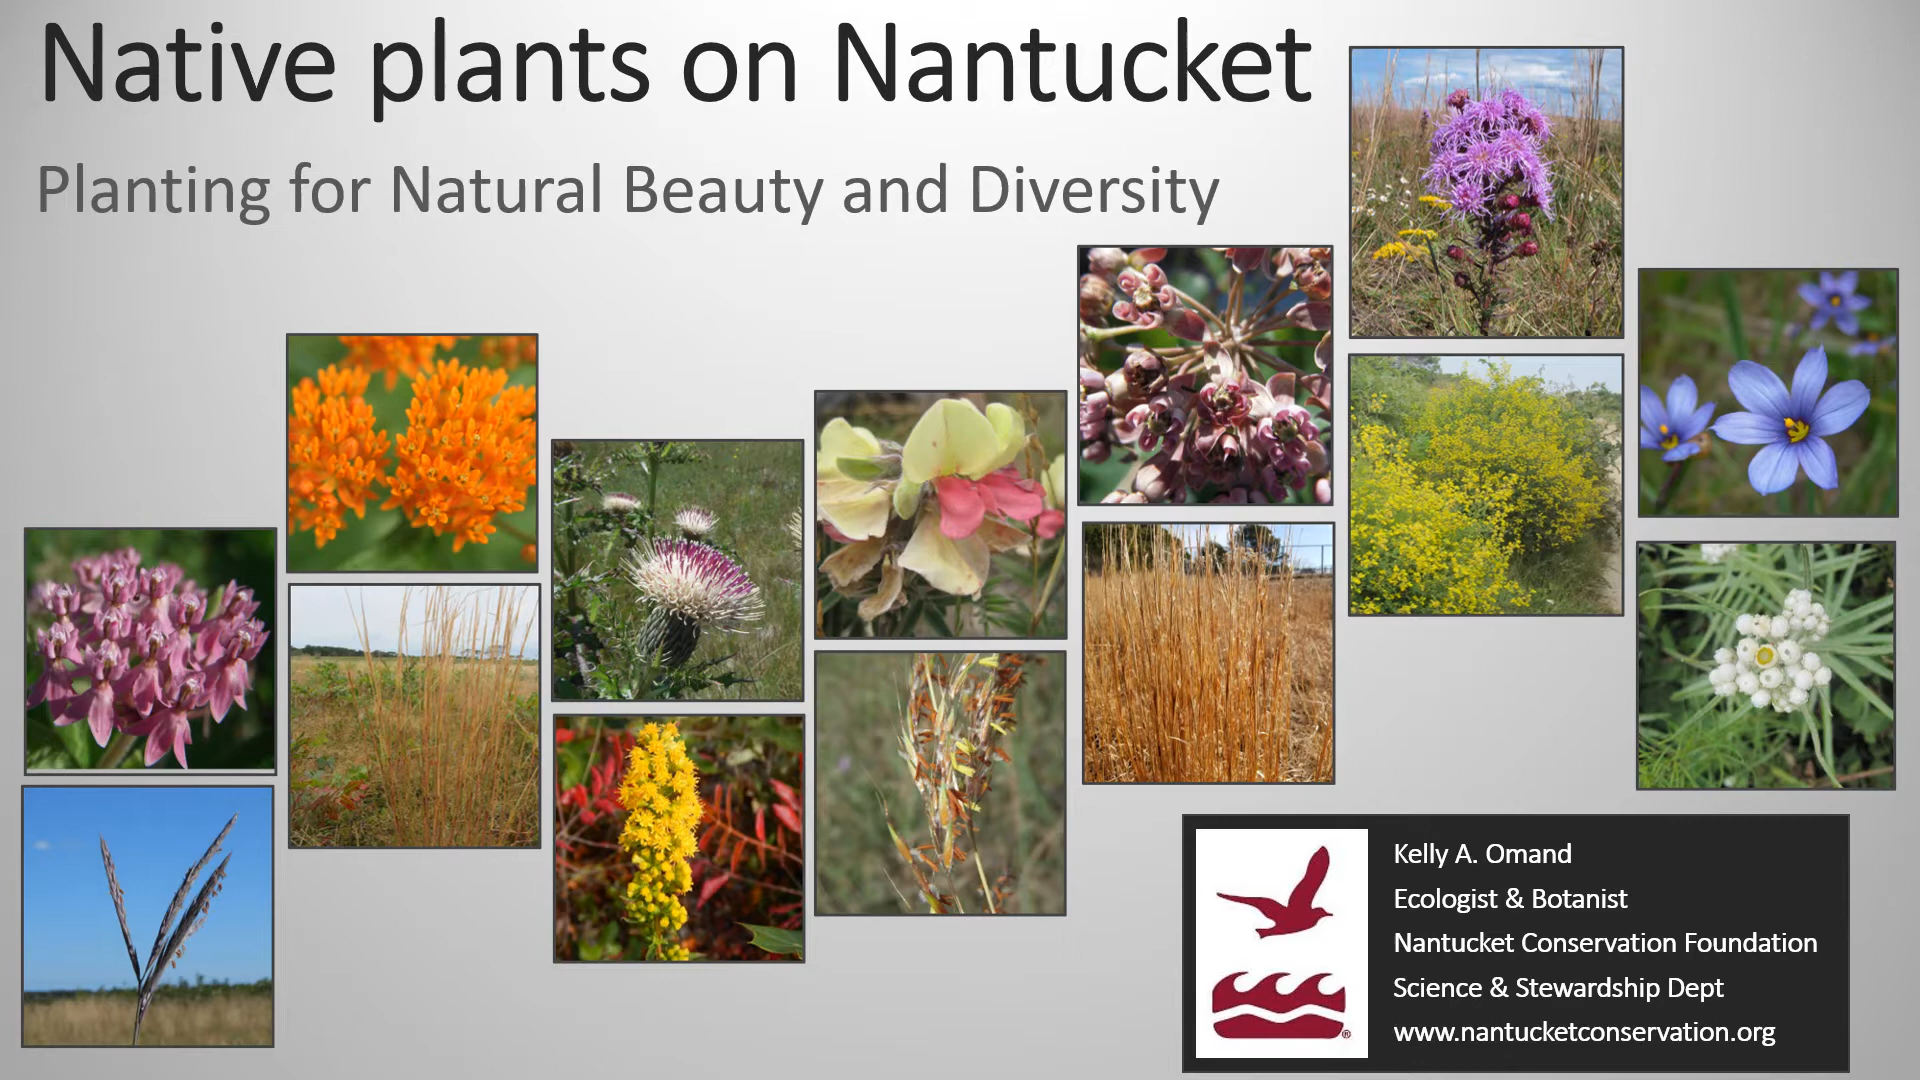 Native plants on Nantucket
Planting for Natural Beauty and Diversity
Kelly A. Omand
Ecologist & Botanist
Nantucket Conservation Foundation
Science & Stewardship Dept
www.nantucketconservation.org
®